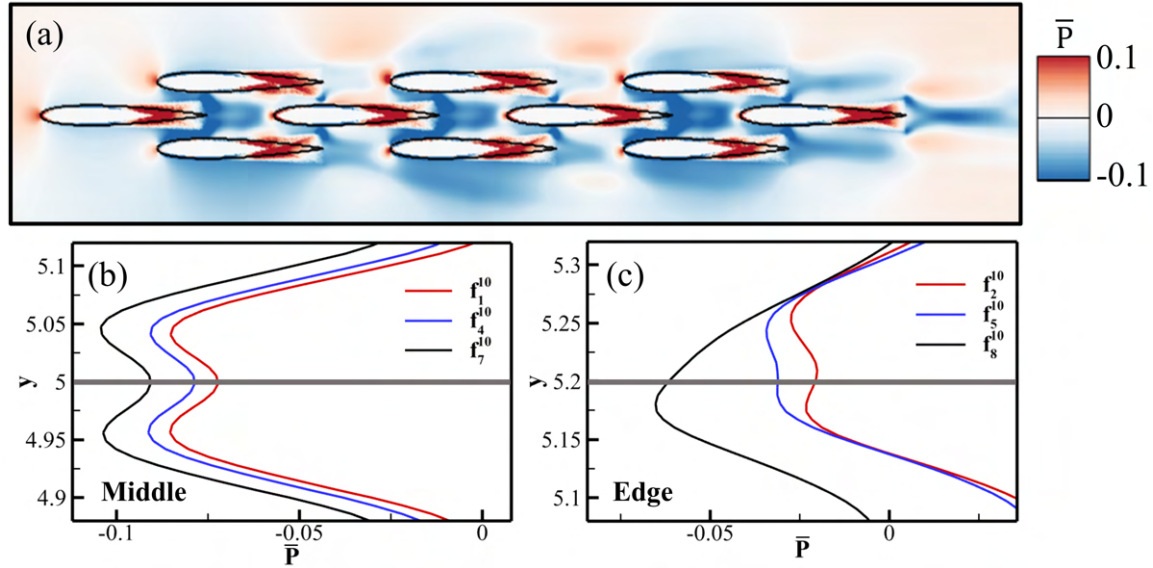 (a)
P̅
0.1
0
-0.1
(b)
5.1
5.05
5
4.95
4.9
y
f₁¹⁰
f₄¹⁰
f₇¹⁰
Middle
-0.1
-0.05
0
P̅
(c)
5.3
5.25
5.2
5.15
5.1
y
f₂¹⁰
f₅¹⁰
f₈¹⁰
Edge
-0.05
0
P̅